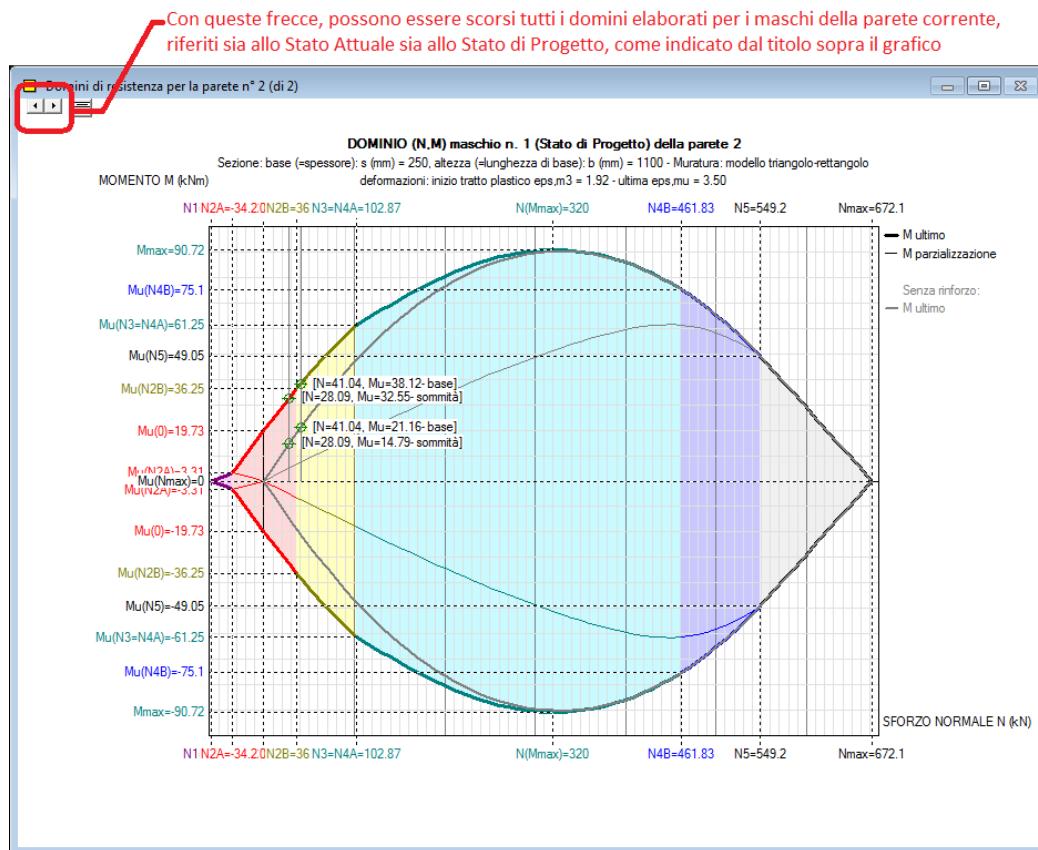 Con queste frecce, possono essere scorsi tutti i domini elaborati per i maschi della parete corrente,
riferiti sia allo Stato Attuale sia allo Stato di Progetto, come indicato dal titolo sopra il grafico
Domini di resistenza per la parete n° 2 (di 2)
DOMINIO (N,M) maschio n. 1 (Stato di Progetto) della parete 2
Sezione: base (=spessore): s (mm) = 250, altezza (=lunghezza di base): b (mm) = 1100 - Muratura: modello triangolo-rettangolo
MOMENTO M (kNm)
deformazioni: inizio tratto plastico eps,m3 = 1.92 - ultima eps,mu = 3.50
N1 N2A=-34.2 0 N2B=36 N3=N4A=102.87 N(Mmax)=320 N4B=461.83 N5=549.2 Nmax=672.1
M ultimo
M parzializzazione
Senza rinforzo:
M ultimo
Mmax=90.72
Mu(N4B)=75.1
Mu(N3=N4A)=61.25
Mu(N5)=49.05
Mu(N2B)=36.25
[N=41.04, Mu=38.12- base]
[N=28.09, Mu=32.55- sommità]
Mu(0)=19.73
[N=41.04, Mu=21.16- base]
[N=28.09, Mu=14.79- sommità]
Mu(N2A)=3.31
Mu(Nmax)=0
Mu(N2A)=-3.31
Mu(0)=-19.73
Mu(N2B)=-36.25
Mu(N5)=-49.05
Mu(N3=N4A)=-61.25
Mu(N4B)=-75.1
Mmax=-90.72
SFORZO NORMALE N (kN)
N1 N2A=-34.2 0 N2B=36 N3=N4A=102.87 N(Mmax)=320 N4B=461.83 N5=549.2 Nmax=672.1